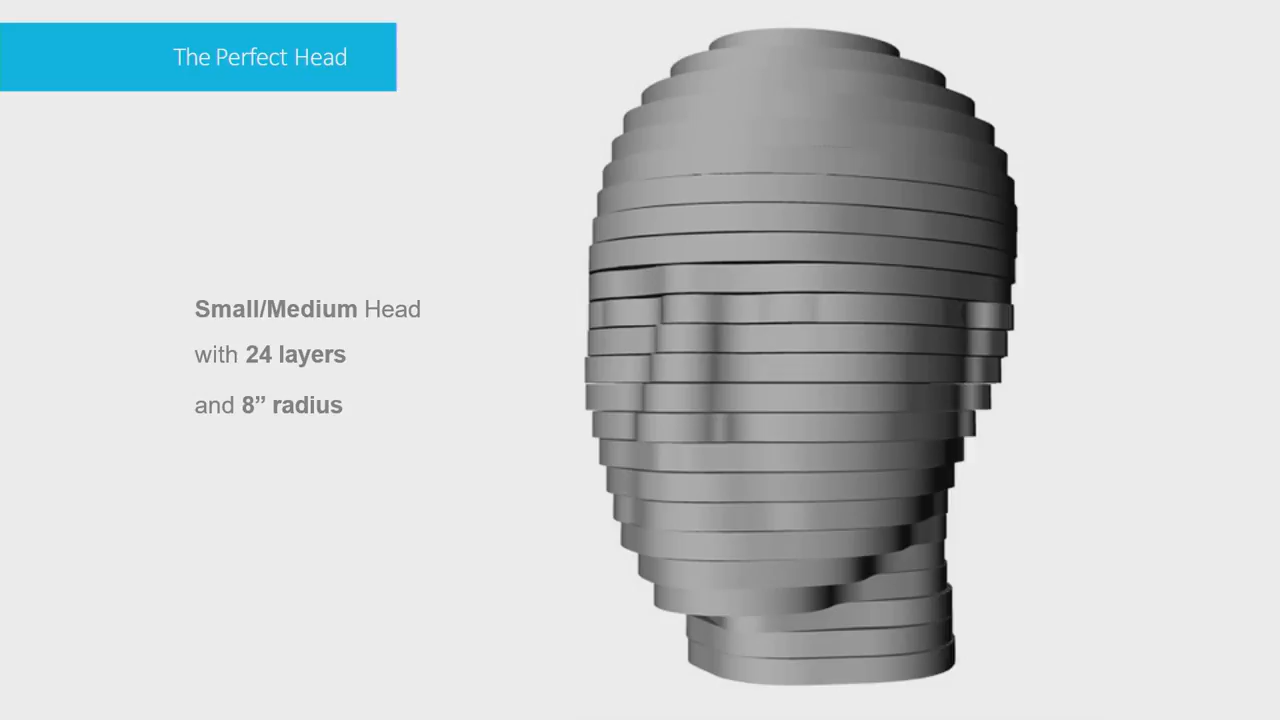 The Perfect Head
Small/Medium Head
with 24 layers
and 8” radius